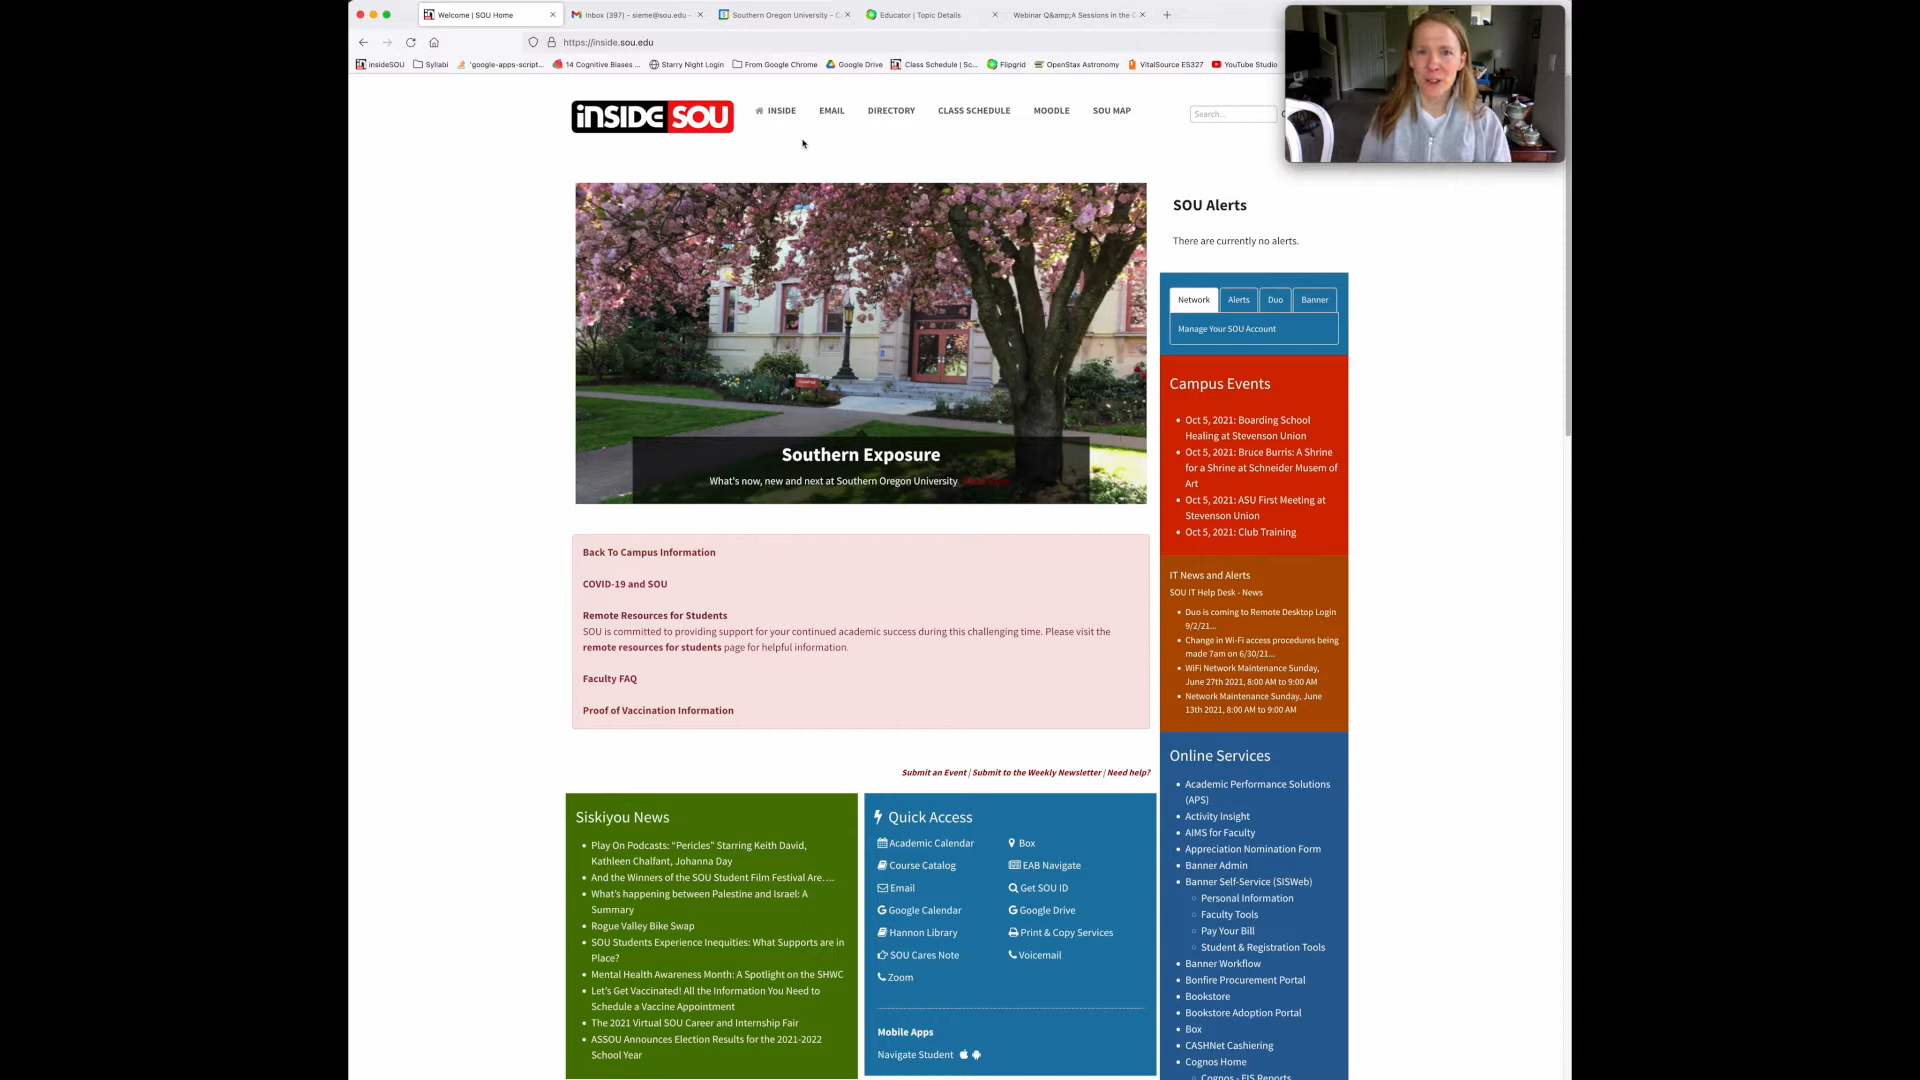 Welcome | SOU Home
Inbox (397) - sieme@sou.edu -
Southern Oregon University - C
Educator | Topic Details
Webinar Q&amp;A Sessions in the C
https://inside.sou.edu
insideSOU
Syllabi
'google-apps-script...
14 Cognitive Biases ...
Starry Night Login
From Google Chrome
Google Drive
Class Schedule | Sc...
Flipgrid
OpenStax Astronomy
VitalSource ES327
YouTube Studio
iNSIDE SOU
INSIDE
EMAIL
DIRECTORY
CLASS SCHEDULE
MOODLE
SOU MAP
Search...
Southern Exposure
What's now, new and next at Southern Oregon University
SOU Alerts
There are currently no alerts.
Network
Alerts
Duo
Banner
Manage Your SOU Account
Campus Events
Oct 5, 2021: Boarding School
Healing at Stevenson Union
Oct 5, 2021: Bruce Burris: A Shrine
for a Shrine at Schneider Musem of
Art
Oct 5, 2021: ASU First Meeting at
Stevenson Union
Oct 5, 2021: Club Training
Back To Campus Information
COVID-19 and SOU
Remote Resources for Students
SOU is committed to providing support for your continued academic success during this challenging time. Please visit the
remote resources for students page for helpful information.
Faculty FAQ
Proof of Vaccination Information
IT News and Alerts
SOU IT Help Desk - News
Duo is coming to Remote Desktop Login
9/2/21...
Change in Wi-Fi access procedures being
made 7am on 6/30/21...
WiFi Network Maintenance Sunday,
June 27th 2021, 8:00 AM to 9:00 AM
Network Maintenance Sunday, June
13th 2021, 8:00 AM to 9:00 AM
Submit an Event | Submit to the Weekly Newsletter | Need help?
Siskiyou News
Play On Podcasts: "Pericles" Starring Keith David,
Kathleen Chalfant, Johanna Day
And the Winners of the SOU Student Film Festival Are....
What's happening between Palestine and Israel: A
Summary
Rogue Valley Bike Swap
SOU Students Experience Inequities: What Supports are in
Place?
Mental Health Awareness Month: A Spotlight on the SHWC
Let's Get Vaccinated! All the Information You Need to
Schedule a Vaccine Appointment
The 2021 Virtual SOU Career and Internship Fair
ASSOU Announces Election Results for the 2021-2022
School Year
Quick Access
Academic Calendar
Course Catalog
Email
Google Calendar
Hannon Library
SOU Cares Note
Zoom
Box
EAB Navigate
Get SOU ID
Google Drive
Print & Copy Services
Voicemail
Mobile Apps
Navigate Student
Online Services
Academic Performance Solutions
(APS)
Activity Insight
AIMS for Faculty
Appreciation Nomination Form
Banner Admin
Banner Self-Service (SISWeb)
Personal Information
Faculty Tools
Pay Your Bill
Student & Registration Tools
Banner Workflow
Bonfire Procurement Portal
Bookstore
Bookstore Adoption Portal
Box
CASHNet Cashiering
Cognos Home
Cognos - FIS Reports